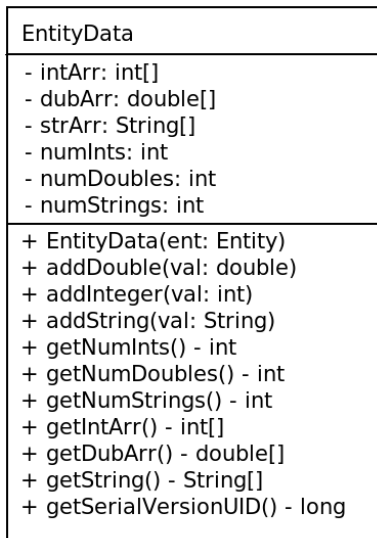 EntityData
- intArr: int[]
- dubArr: double[]
- strArr: String[]
- numInts: int
- numDoubles: int
- numStrings: int
+ EntityData(ent: Entity)
+ addDouble(val: double)
+ addInteger(val: int)
+ addString(val: String)
+ getNumInts() - int
+ getNumDoubles() - int
+ getNumStrings() - int
+ getIntArr() - int[]
+ getDubArr() - double[]
+ getString() - String[]
+ getSerialVersionUID() - long